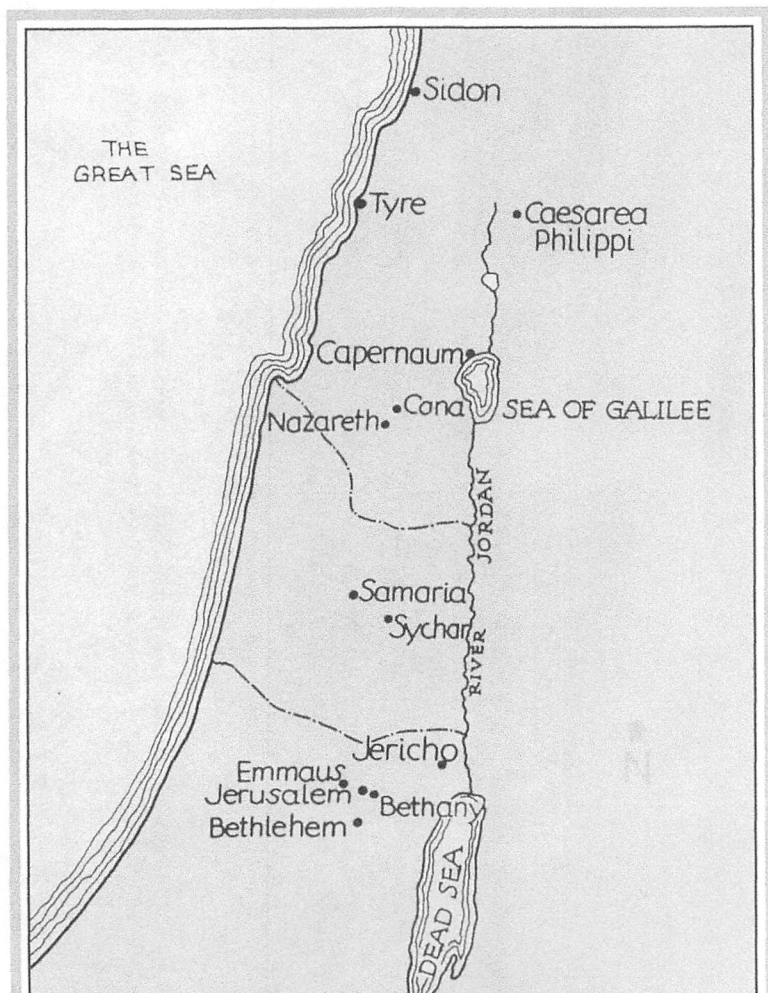 Sidon
THE
GREAT SEA
Tyre
Caesarea
Philippi
Capernaum
Cana
SEA OF GALILEE
Nazareth
JORDAN
RIVER
Samaria
Sychar
Jericho
Emmaus
Jerusalem
Bethany
Bethlehem
DEAD SEA
N